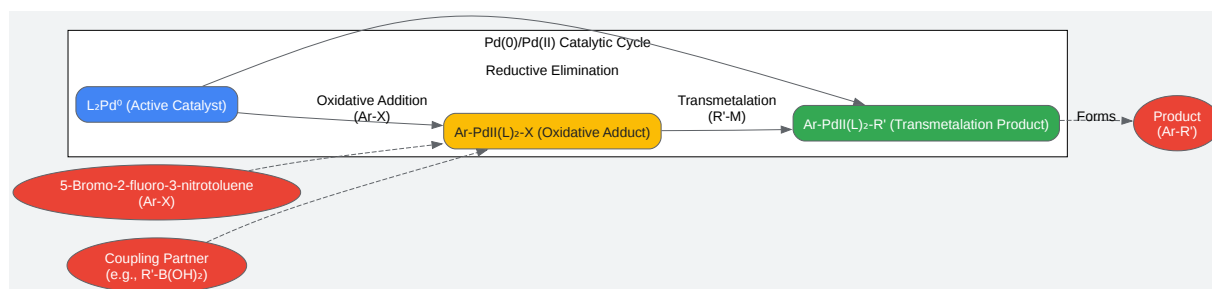 Pd(0)/Pd(II) Catalytic Cycle
Reductive Elimination
L₂Pd⁰ (Active Catalyst)
Oxidative Addition
(Ar-X)
Ar-PdII(L)₂-X (Oxidative Adduct)
Transmetalation
(R'-M)
Ar-PdII(L)₂-R' (Transmetalation Product)
Forms
Product
(Ar-R')
5-Bromo-2-fluoro-3-nitrotoluene
(Ar-X)
Coupling Partner
(e.g., R'-B(OH)₂)